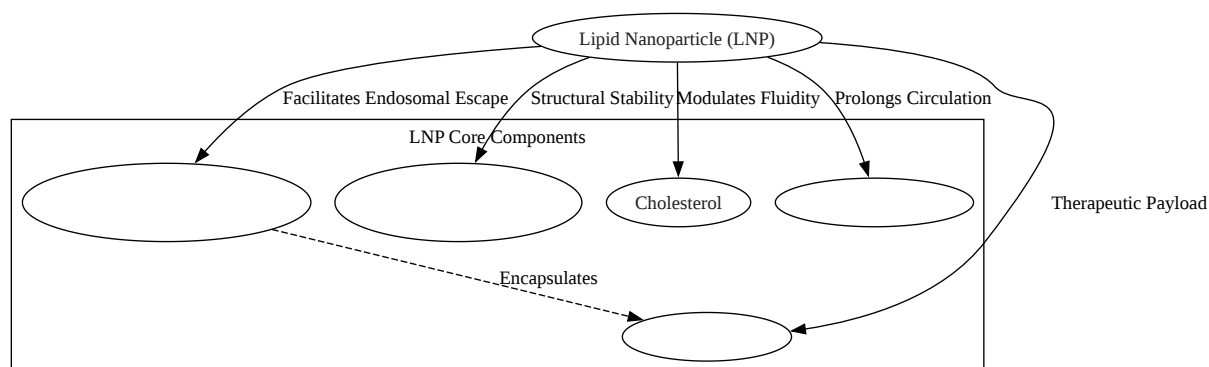 Lipid Nanoparticle (LNP)
Facilitates Endosomal Escape
Structural Stability
Modulates Fluidity
Prolongs Circulation
LNP Core Components
Cholesterol
Therapeutic Payload
Encapsulates